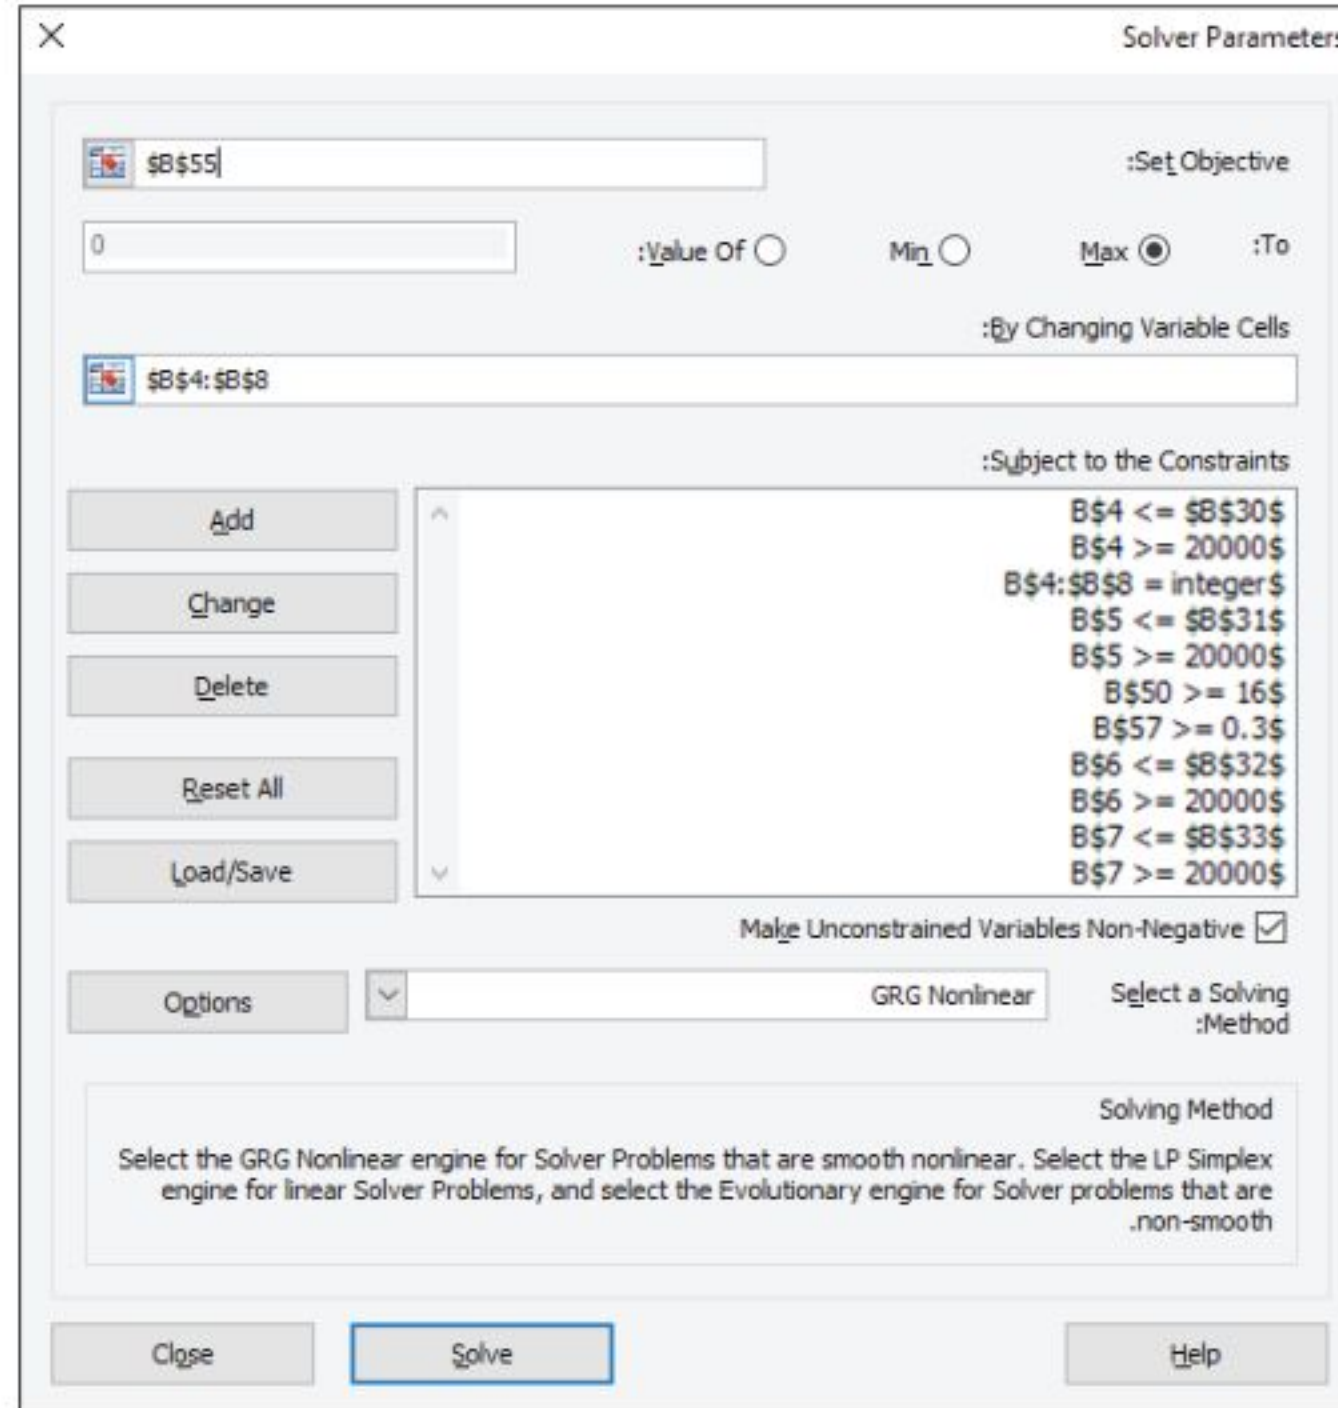 Solver Parameters
:Set Objective
$B$55
:To
Max
Min
:Value Of
0
:By Changing Variable Cells
$B$4:$B$8
:Subject to the Constraints
B$4 <= $B$30$
B$4 >= 20000$
B$4:$B$8 = integer$
B$5 <= $B$31$
B$5 >= 20000$
B$50 >= 16$
B$57 >= 0.3$
B$6 <= $B$32$
B$6 >= 20000$
B$7 <= $B$33$
B$7 >= 20000$
Add
Change
Delete
Reset All
Load/Save
Make Unconstrained Variables Non-Negative
Select a Solving
:Method
GRG Nonlinear
Options
Solving Method
Select the GRG Nonlinear engine for Solver Problems that are smooth nonlinear. Select the LP Simplex
engine for linear Solver Problems, and select the Evolutionary engine for Solver problems that are
.non-smooth
Help
Solve
Close